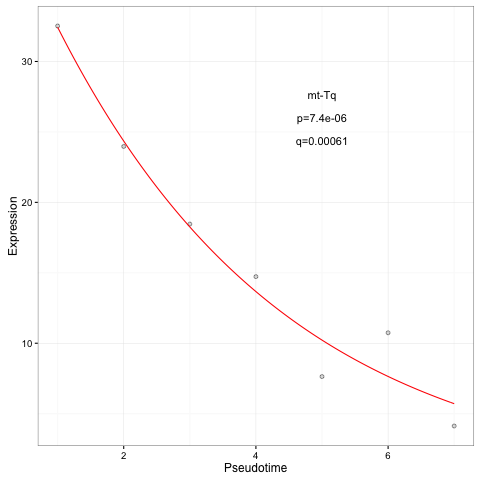 mt-Tq
p=7.4e-06
q=0.00061
30
20
10
Expression
2
4
6
Pseudotime